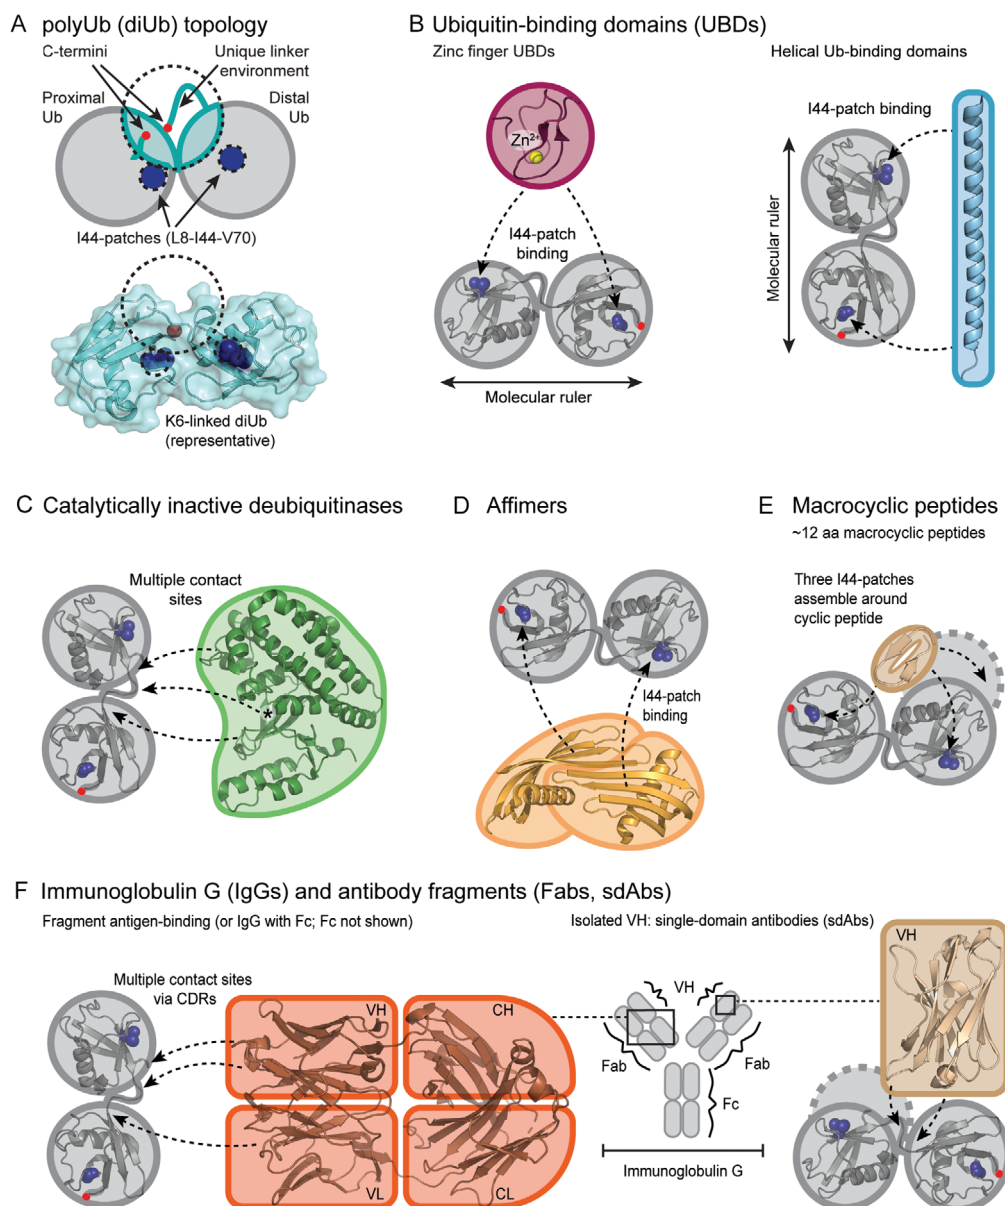 A polyUb (diUb) topology
C-termini
Unique linker
environment
Proximal
Ub
Distal
Ub
I44-patches (L8-I44-V70)
K6-linked diUb
(representative)
B Ubiquitin-binding domains (UBDs)
Zinc finger UBDs
Zn2+
I44-patch
binding
Molecular ruler
Helical Ub-binding domains
I44-patch binding
Molecular ruler
C Catalytically inactive deubiquitinases
Multiple contact
sites
*
D Affimers
I44-patch
binding
E Macrocyclic peptides
~12 aa macrocyclic peptides
Three I44-patches
assemble around
cyclic peptide
F Immunoglobulin G (IgGs) and antibody fragments (Fabs, sdAbs)
Fragment antigen-binding (or IgG with Fc; Fc not shown)
Multiple contact sites
via CDRs
VH
CH
VL
CL
Isolated VH: single-domain antibodies (sdAbs)
VH
Fab
Fab
Fc
Immunoglobulin G
VH